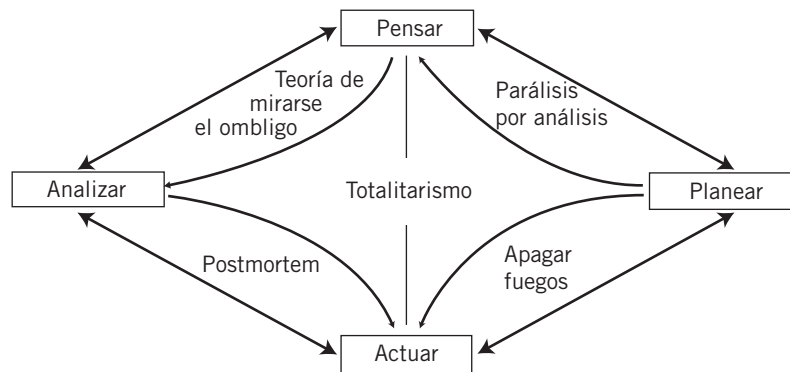 Pensar
Teoría de
mirarse
el ombligo
Parálisis
por análisis
Analizar
Totalitarismo
Planear
Postmortem
Apagar
fuegos
Actuar